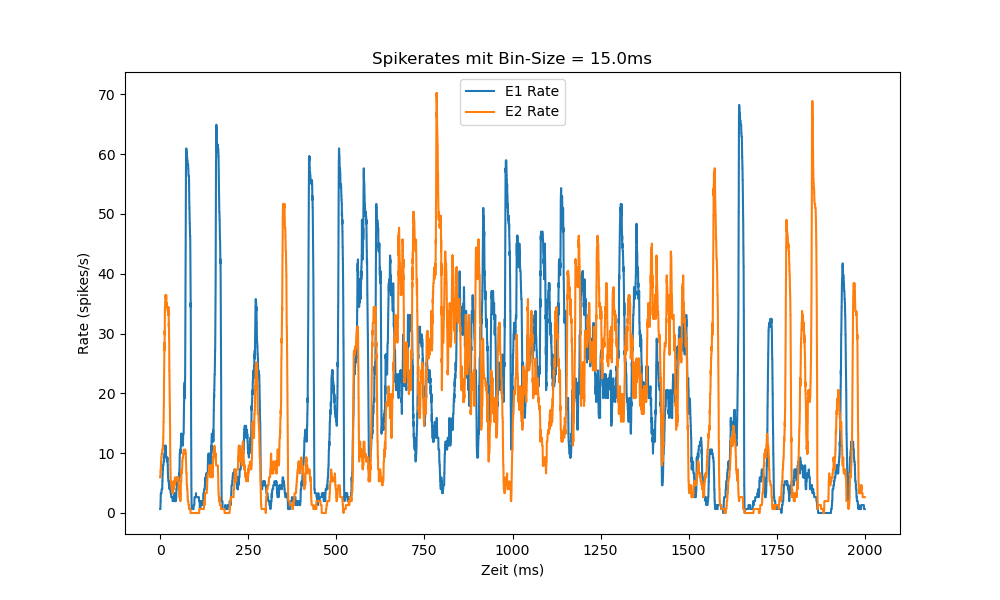 Spikerates mit Bin-Size = 15.0ms
E1 Rate
E2 Rate
Rate (spikes/s)
70
60
50
40
30
20
10
0
0 250 500 750 1000 1250 1500 1750 2000
Zeit (ms)